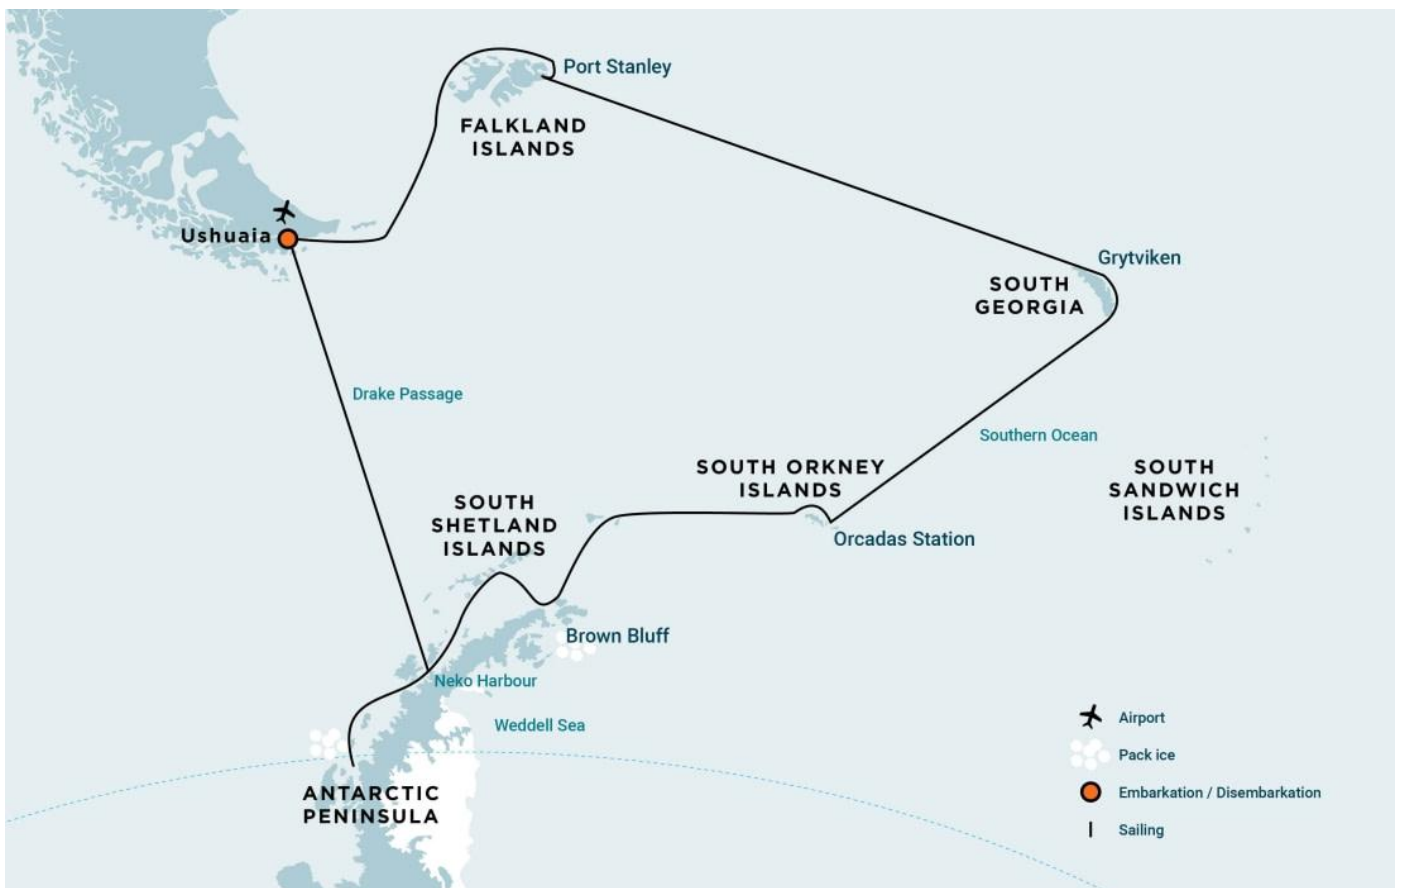 Port Stanley
FALKLAND
ISLANDS
Ushuaia
Grytviken
SOUTH
GEORGIA
Drake Passage
Southern Ocean
SOUTH ORKNEY
ISLANDS
SOUTH
SANDWICH
ISLANDS
SOUTH
SHETLAND
ISLANDS
Orcadas Station
Brown Bluff
Neko Harbour
Weddell Sea
ANTARCTIC
PENINSULA
Airport
Pack ice
Embarkation / Disembarkation
Sailing